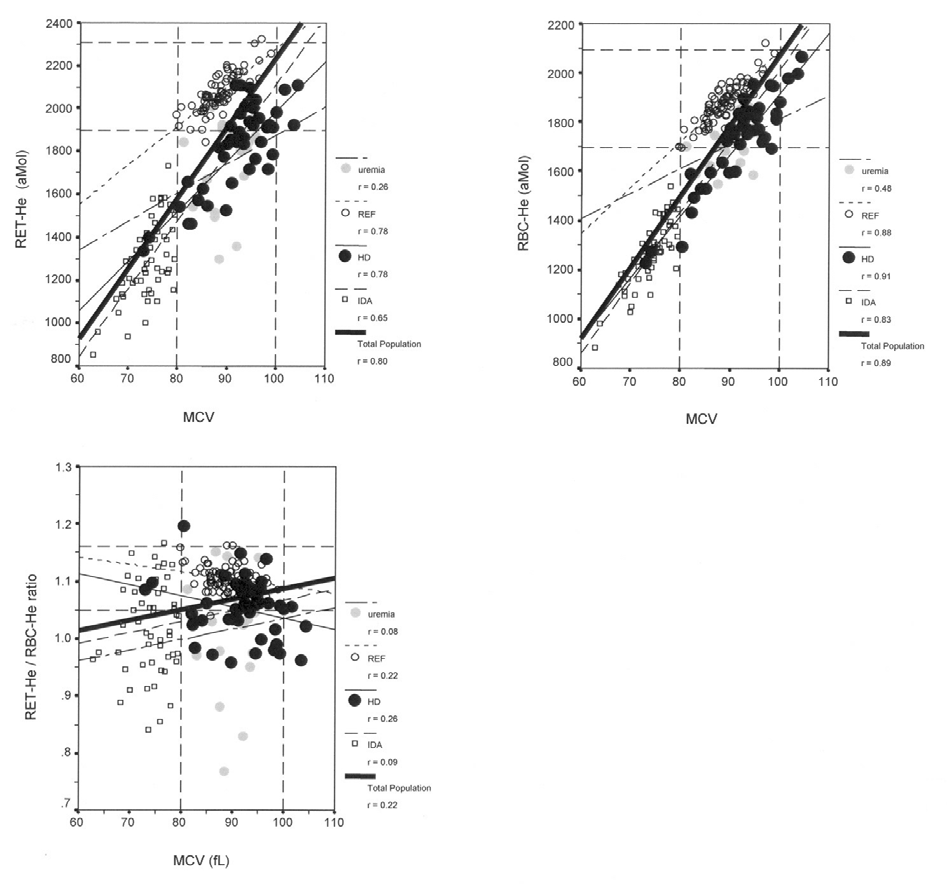 2400
2200
2000
1800
1600
1400
1200
1000
800
60
70
80
90
100
110
RET-He (aMol)
MCV
uremia
r = 0.26
REF
r = 0.78
HD
r = 0.78
IDA
r = 0.65
Total Population
r = 0.80
2200
2000
1800
1600
1400
1200
1000
800
60
70
80
90
100
110
RBC-He (aMol)
MCV
uremia
r = 0.48
REF
r = 0.88
HD
r = 0.91
IDA
r = 0.83
Total Population
r = 0.89
1.3
1.2
1.1
1.0
.9
.8
.7
60
70
80
90
100
110
RET-He / RBC-He ratio
MCV (fL)
uremia
r = 0.08
REF
r = 0.22
HD
r = 0.26
IDA
r = 0.09
Total Population
r = 0.22